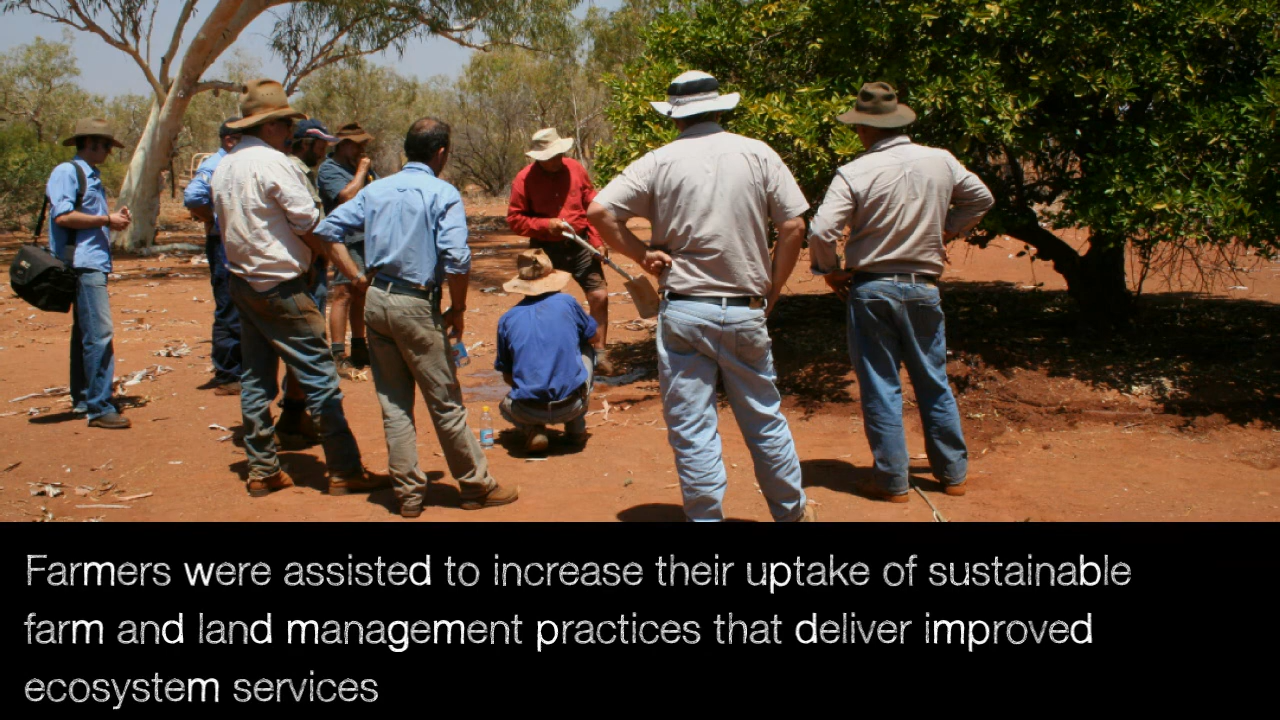 Farmers were assisted to increase their uptake of sustainable
farm and land management practices that deliver improved
ecosystem services